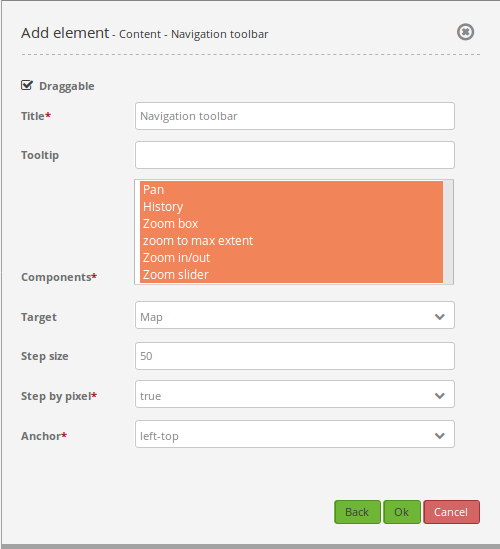 Add element - Content - Navigation toolbar
Draggable
Title* Navigation toolbar
Tooltip
Pan
History
Zoom box
zoom to max extent
Zoom in/out
Zoom slider
Components*
Target Map
Step size 50
Step by pixel* true
Anchor* left-top
Back Ok Cancel